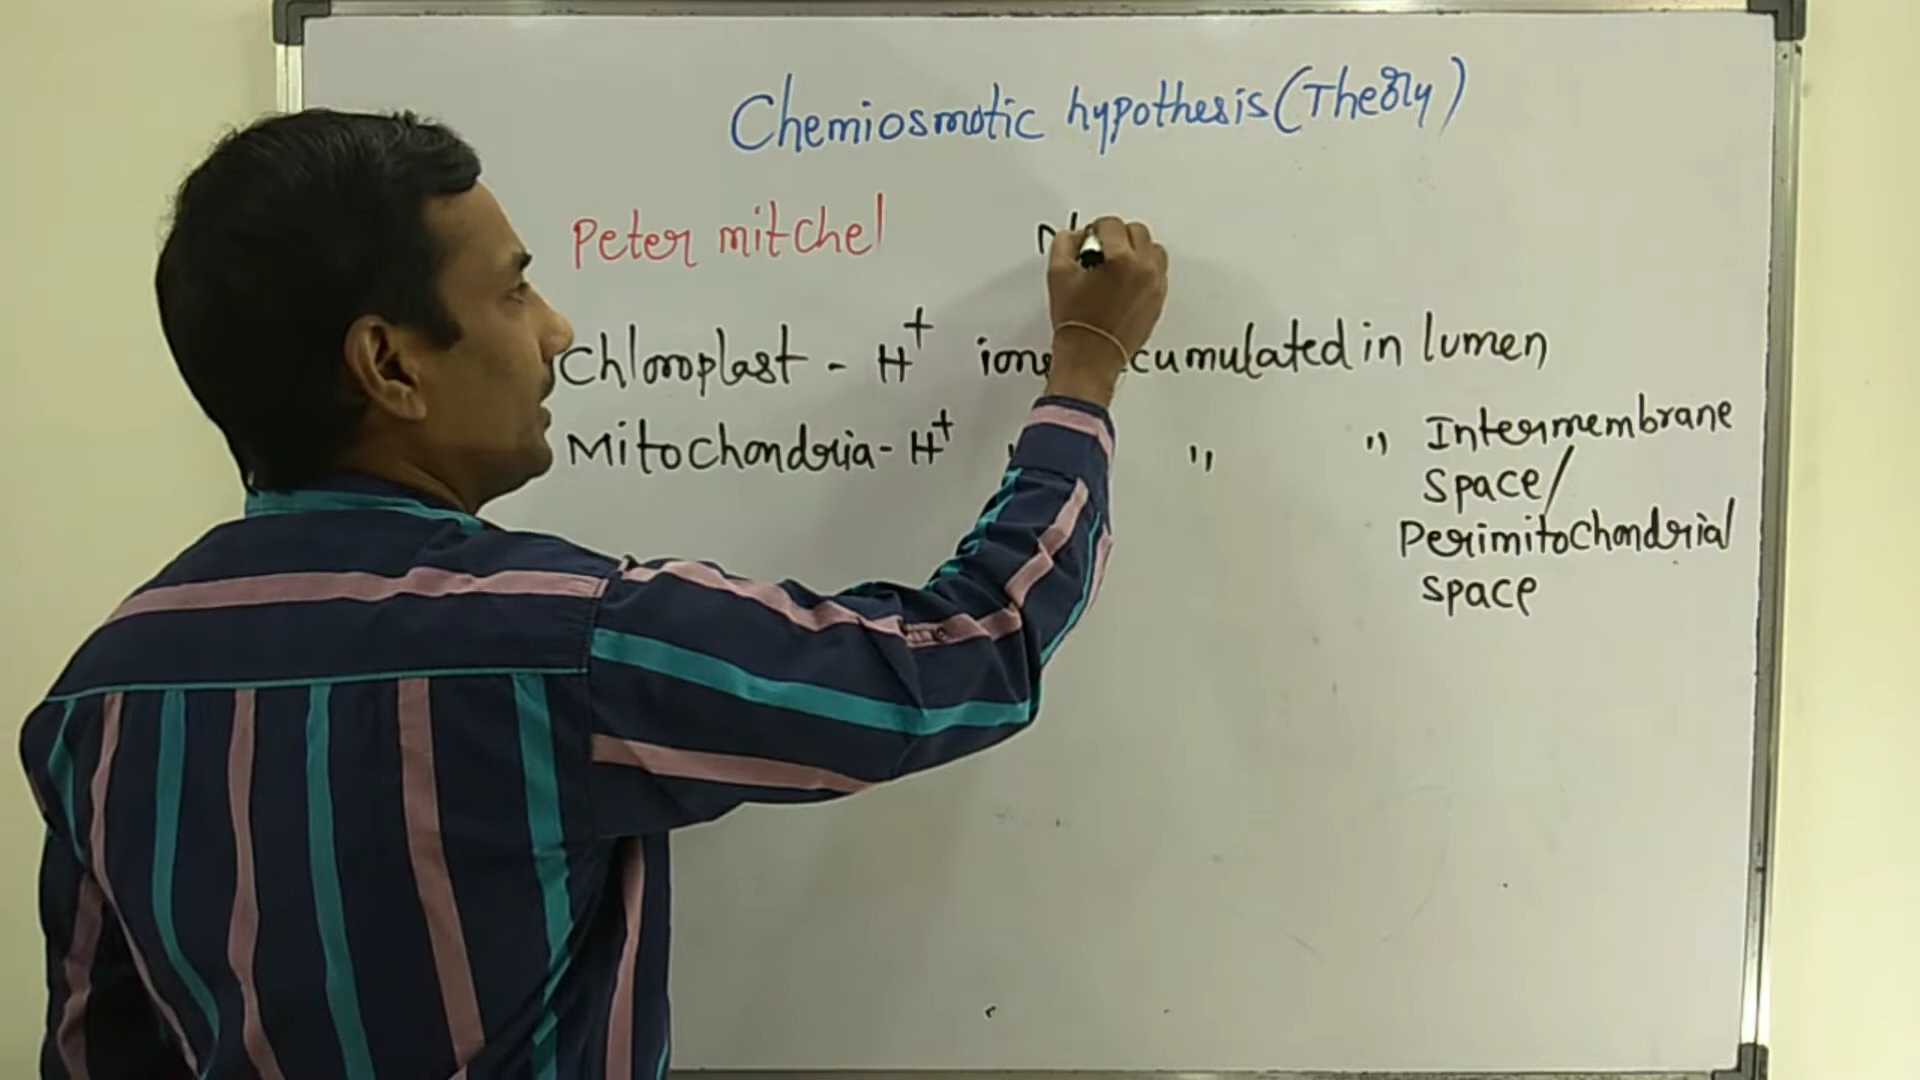 Chemiosmotic hypothesis (Theory)
Peter mitchel
Chloroplast - H+ ions accumulated in lumen
Mitochondria - H+ " " " Intermembrane
space/
Perimitochondrial
space